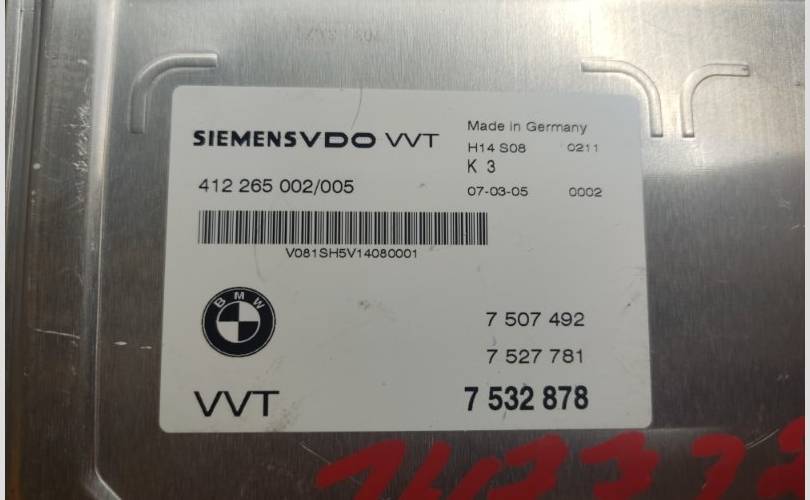 SIEMENSVDO VVT
Made in Germany
H14 S08 0211
K 3
412 265 002/005
07-03-05 0002
V081SH5V14080001
BMW
7 507 492
7 527 781
VVT
7 532 878